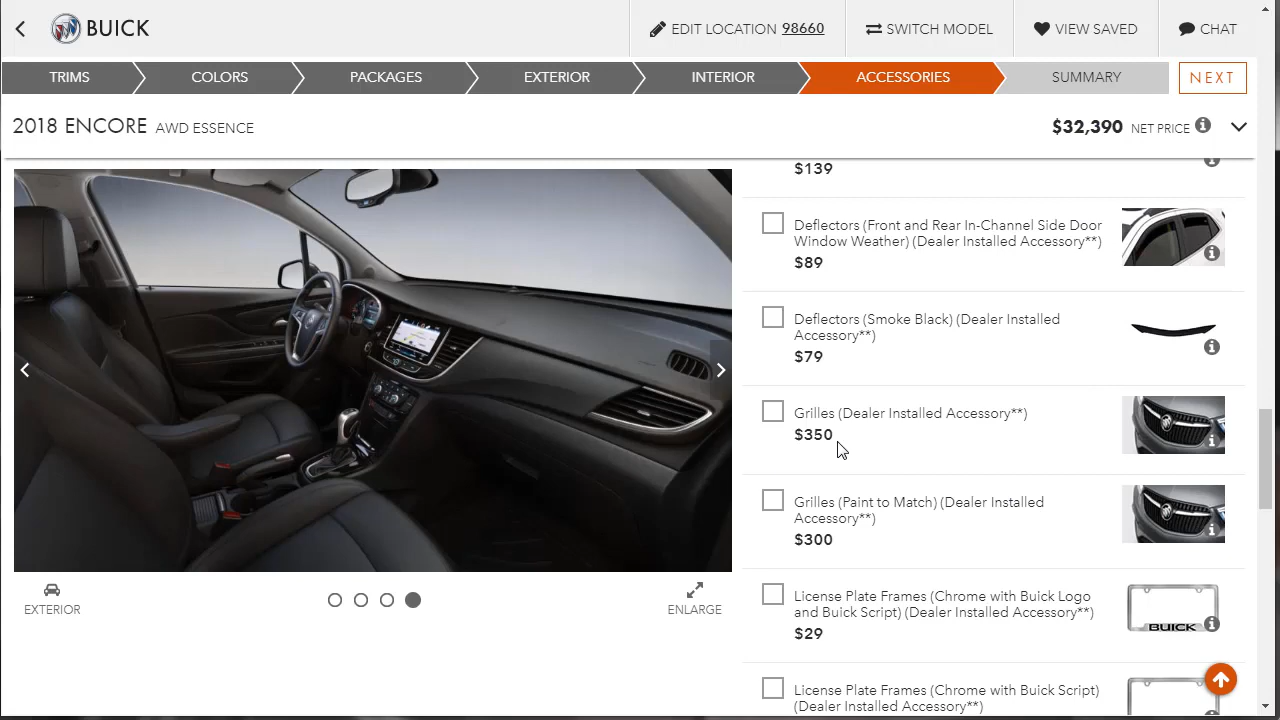 BUICK
EDIT LOCATION 98660
SWITCH MODEL
VIEW SAVED
CHAT
TRIMS
COLORS
PACKAGES
EXTERIOR
INTERIOR
ACCESSORIES
SUMMARY
NEXT
2018 ENCORE AWD ESSENCE
$32,390 NET PRICE
$139
Deflectors (Front and Rear In-Channel Side Door
Window Weather) (Dealer Installed Accessory**)
$89
Deflectors (Smoke Black) (Dealer Installed
Accessory**)
$79
Grilles (Dealer Installed Accessory**)
$350
Grilles (Paint to Match) (Dealer Installed
Accessory**)
$300
License Plate Frames (Chrome with Buick Logo
and Buick Script) (Dealer Installed Accessory**)
$29
BUICK
License Plate Frames (Chrome with Buick Script)
(Dealer Installed Accessory**)
EXTERIOR
ENLARGE